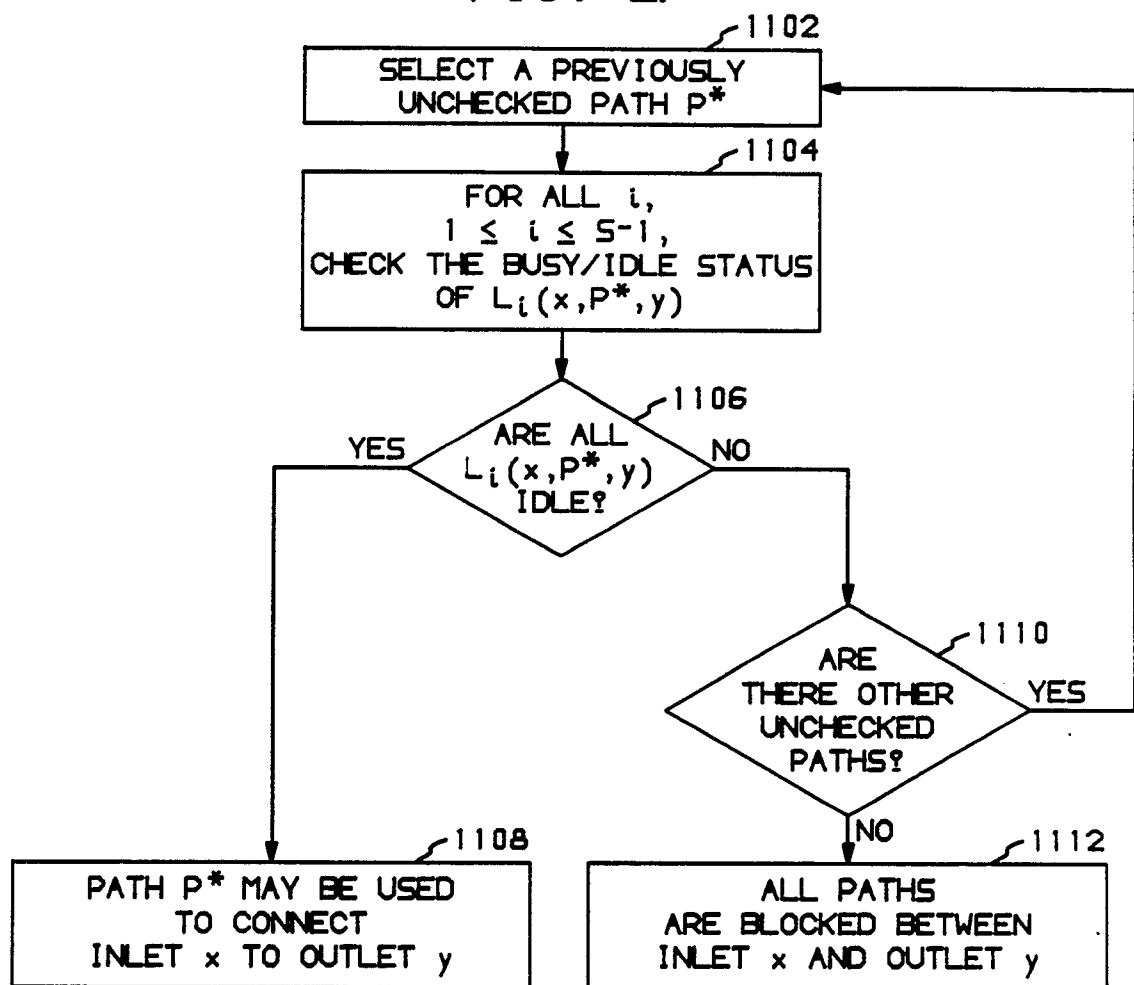 1102
SELECT A PREVIOUSLY
UNCHECKED PATH P*
1104
FOR ALL i,
1 ≤ i ≤ S-1,
CHECK THE BUSY/IDLE STATUS
OF Li(x,P*,y)
1106
ARE ALL
Li(x,P*,y)
IDLE?
YES
NO
1110
ARE
THERE OTHER
UNCHECKED
PATHS?
YES
NO
1108
PATH P* MAY BE USED
TO CONNECT
INLET x TO OUTLET y
1112
ALL PATHS
ARE BLOCKED BETWEEN
INLET x AND OUTLET y